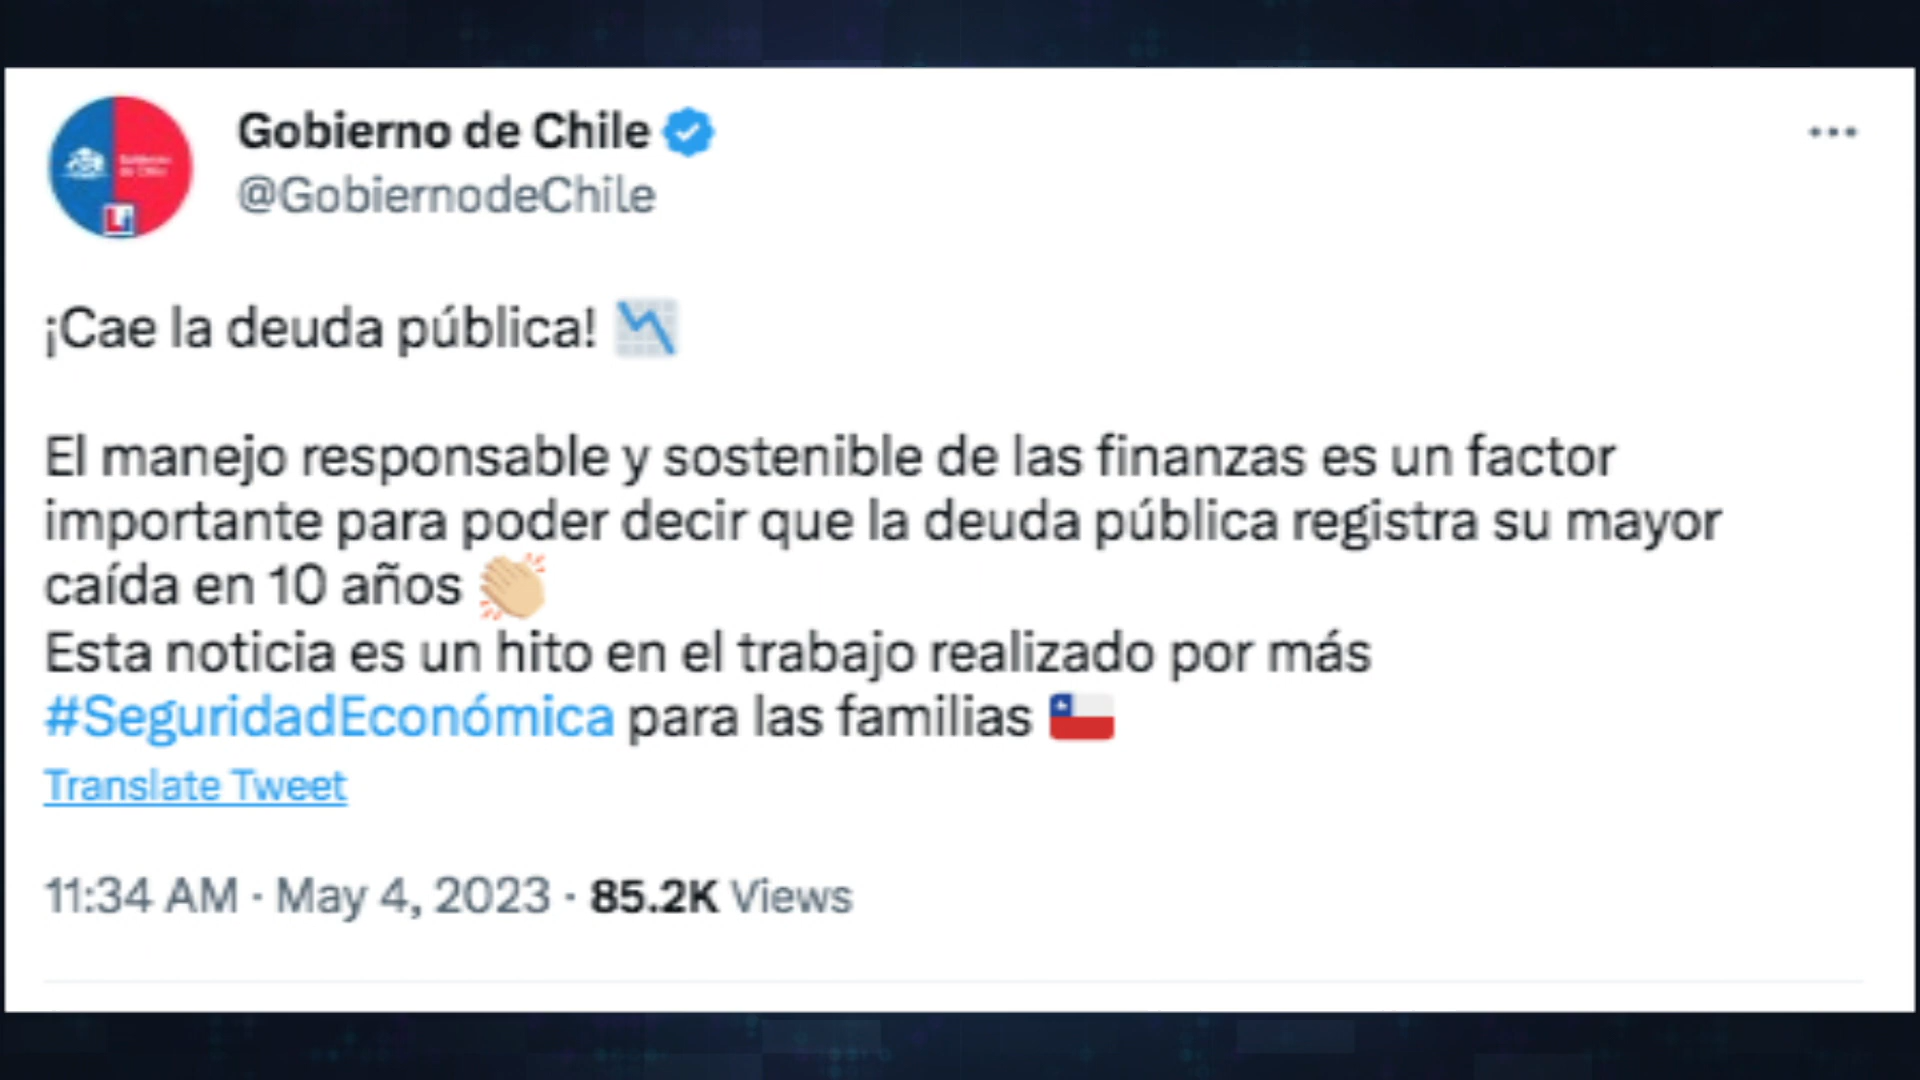 Gobierno de Chile
@GobiernodeChile
¡Cae la deuda pública! 📉
El manejo responsable y sostenible de las finanzas es un factor
importante para poder decir que la deuda pública registra su mayor
caída en 10 años 👏🏼
Esta noticia es un hito en el trabajo realizado por más
#SeguridadEconómica para las familias 🇨🇱
Translate Tweet
11:34 AM · May 4, 2023 · 85.2K Views